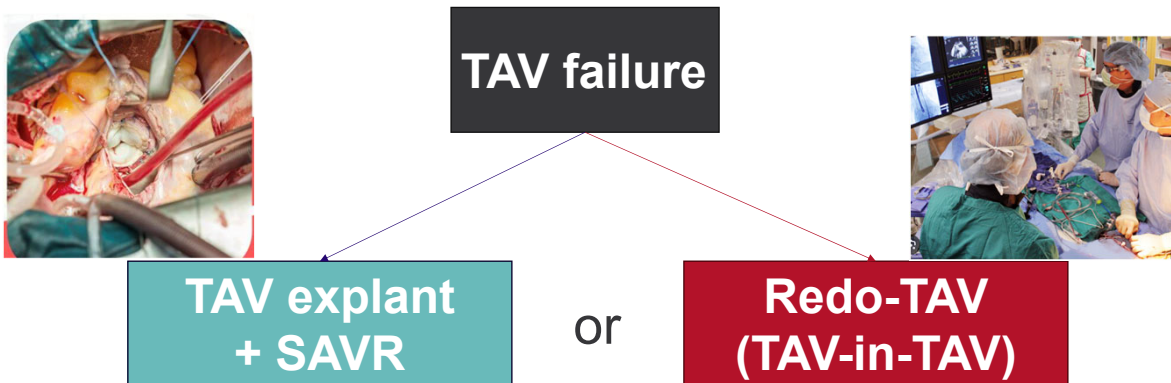 TAV failure
TAV explant
+ SAVR
or
Redo-TAV
(TAV-in-TAV)